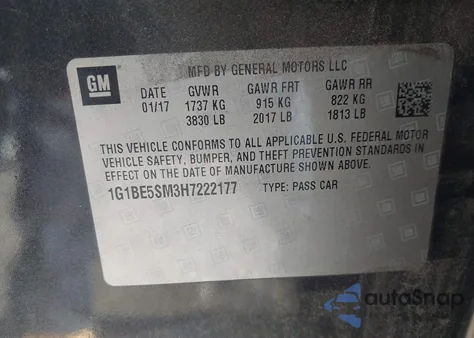 MFD BY GENERAL MOTORS LLC
GM
DATE GVWR GAWR FRT GAWR RR
01/17 1737 KG 915 KG 822 KG
3830 LB 2017 LB 1813 LB
THIS VEHICLE CONFORMS TO ALL APPLICABLE U.S. FEDERAL MOTOR
VEHICLE SAFETY, BUMPER, AND THEFT PREVENTION STANDARDS IN
EFFECT ON THE DATE OF MANUFACTURE SHOWN ABOVE.
1G1BE5SM3H7222177 TYPE: PASS CAR
autoSnap